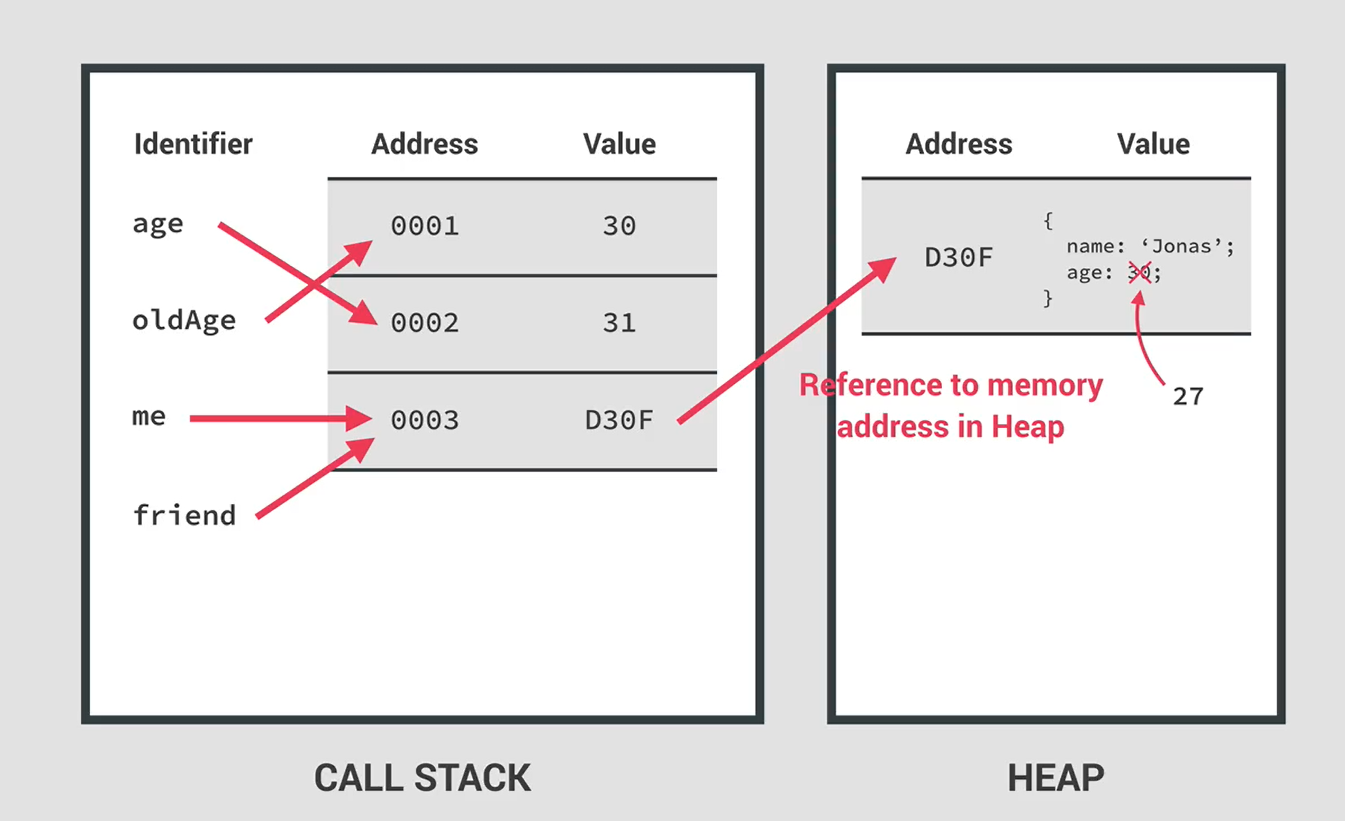 Identifier Address Value
age 0001 30
oldAge 0002 31
me 0003 D30F
friend
CALL STACK
Address Value
D30F
{
name: ‘Jonas’;
age: 30;
}
27
Reference to memory
address in Heap
HEAP